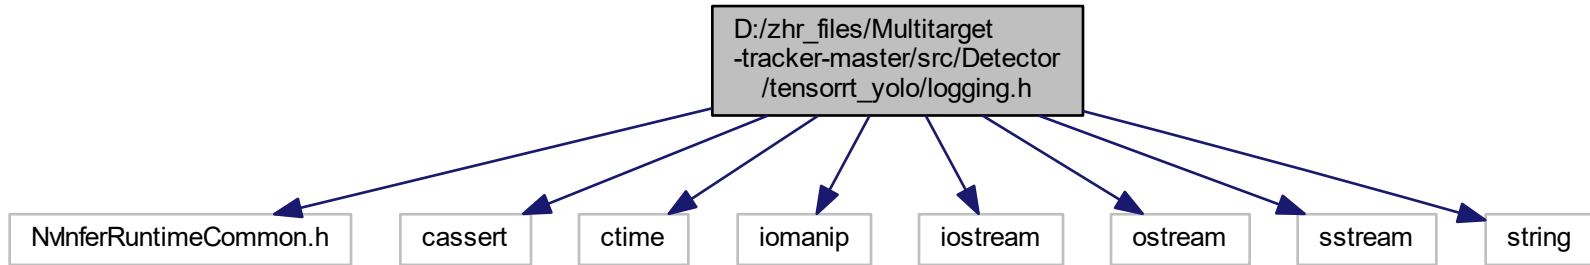 D:/zhr_files/Multitarget
-tracker-master/src/Detector
/tensorrt_yolo/logging.h
NvInferRuntimeCommon.h
cassert
ctime
iomanip
iostream
ostream
sstream
string